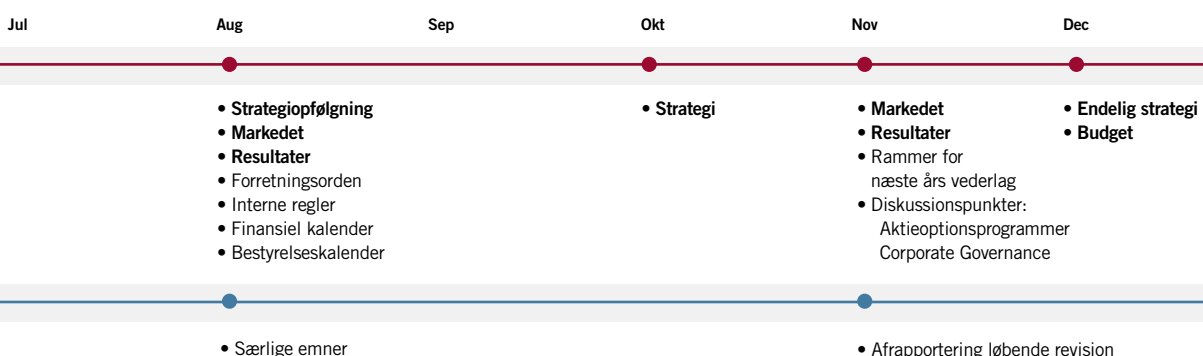 Jul Aug Sep Okt Nov Dec
• Strategiopfølgning
• Markedet
• Resultater
• Forretningsorden
• Interne regler
• Finansiel kalender
• Bestyrelseskalender
• Strategi
• Markedet
• Resultater
• Rammer for
næste års vederlag
• Diskussionspunkter:
Aktieoptionsprogrammer
Corporate Governance
• Endelig strategi
• Budget
• Særlige emner
• Afrapportering løbende revision